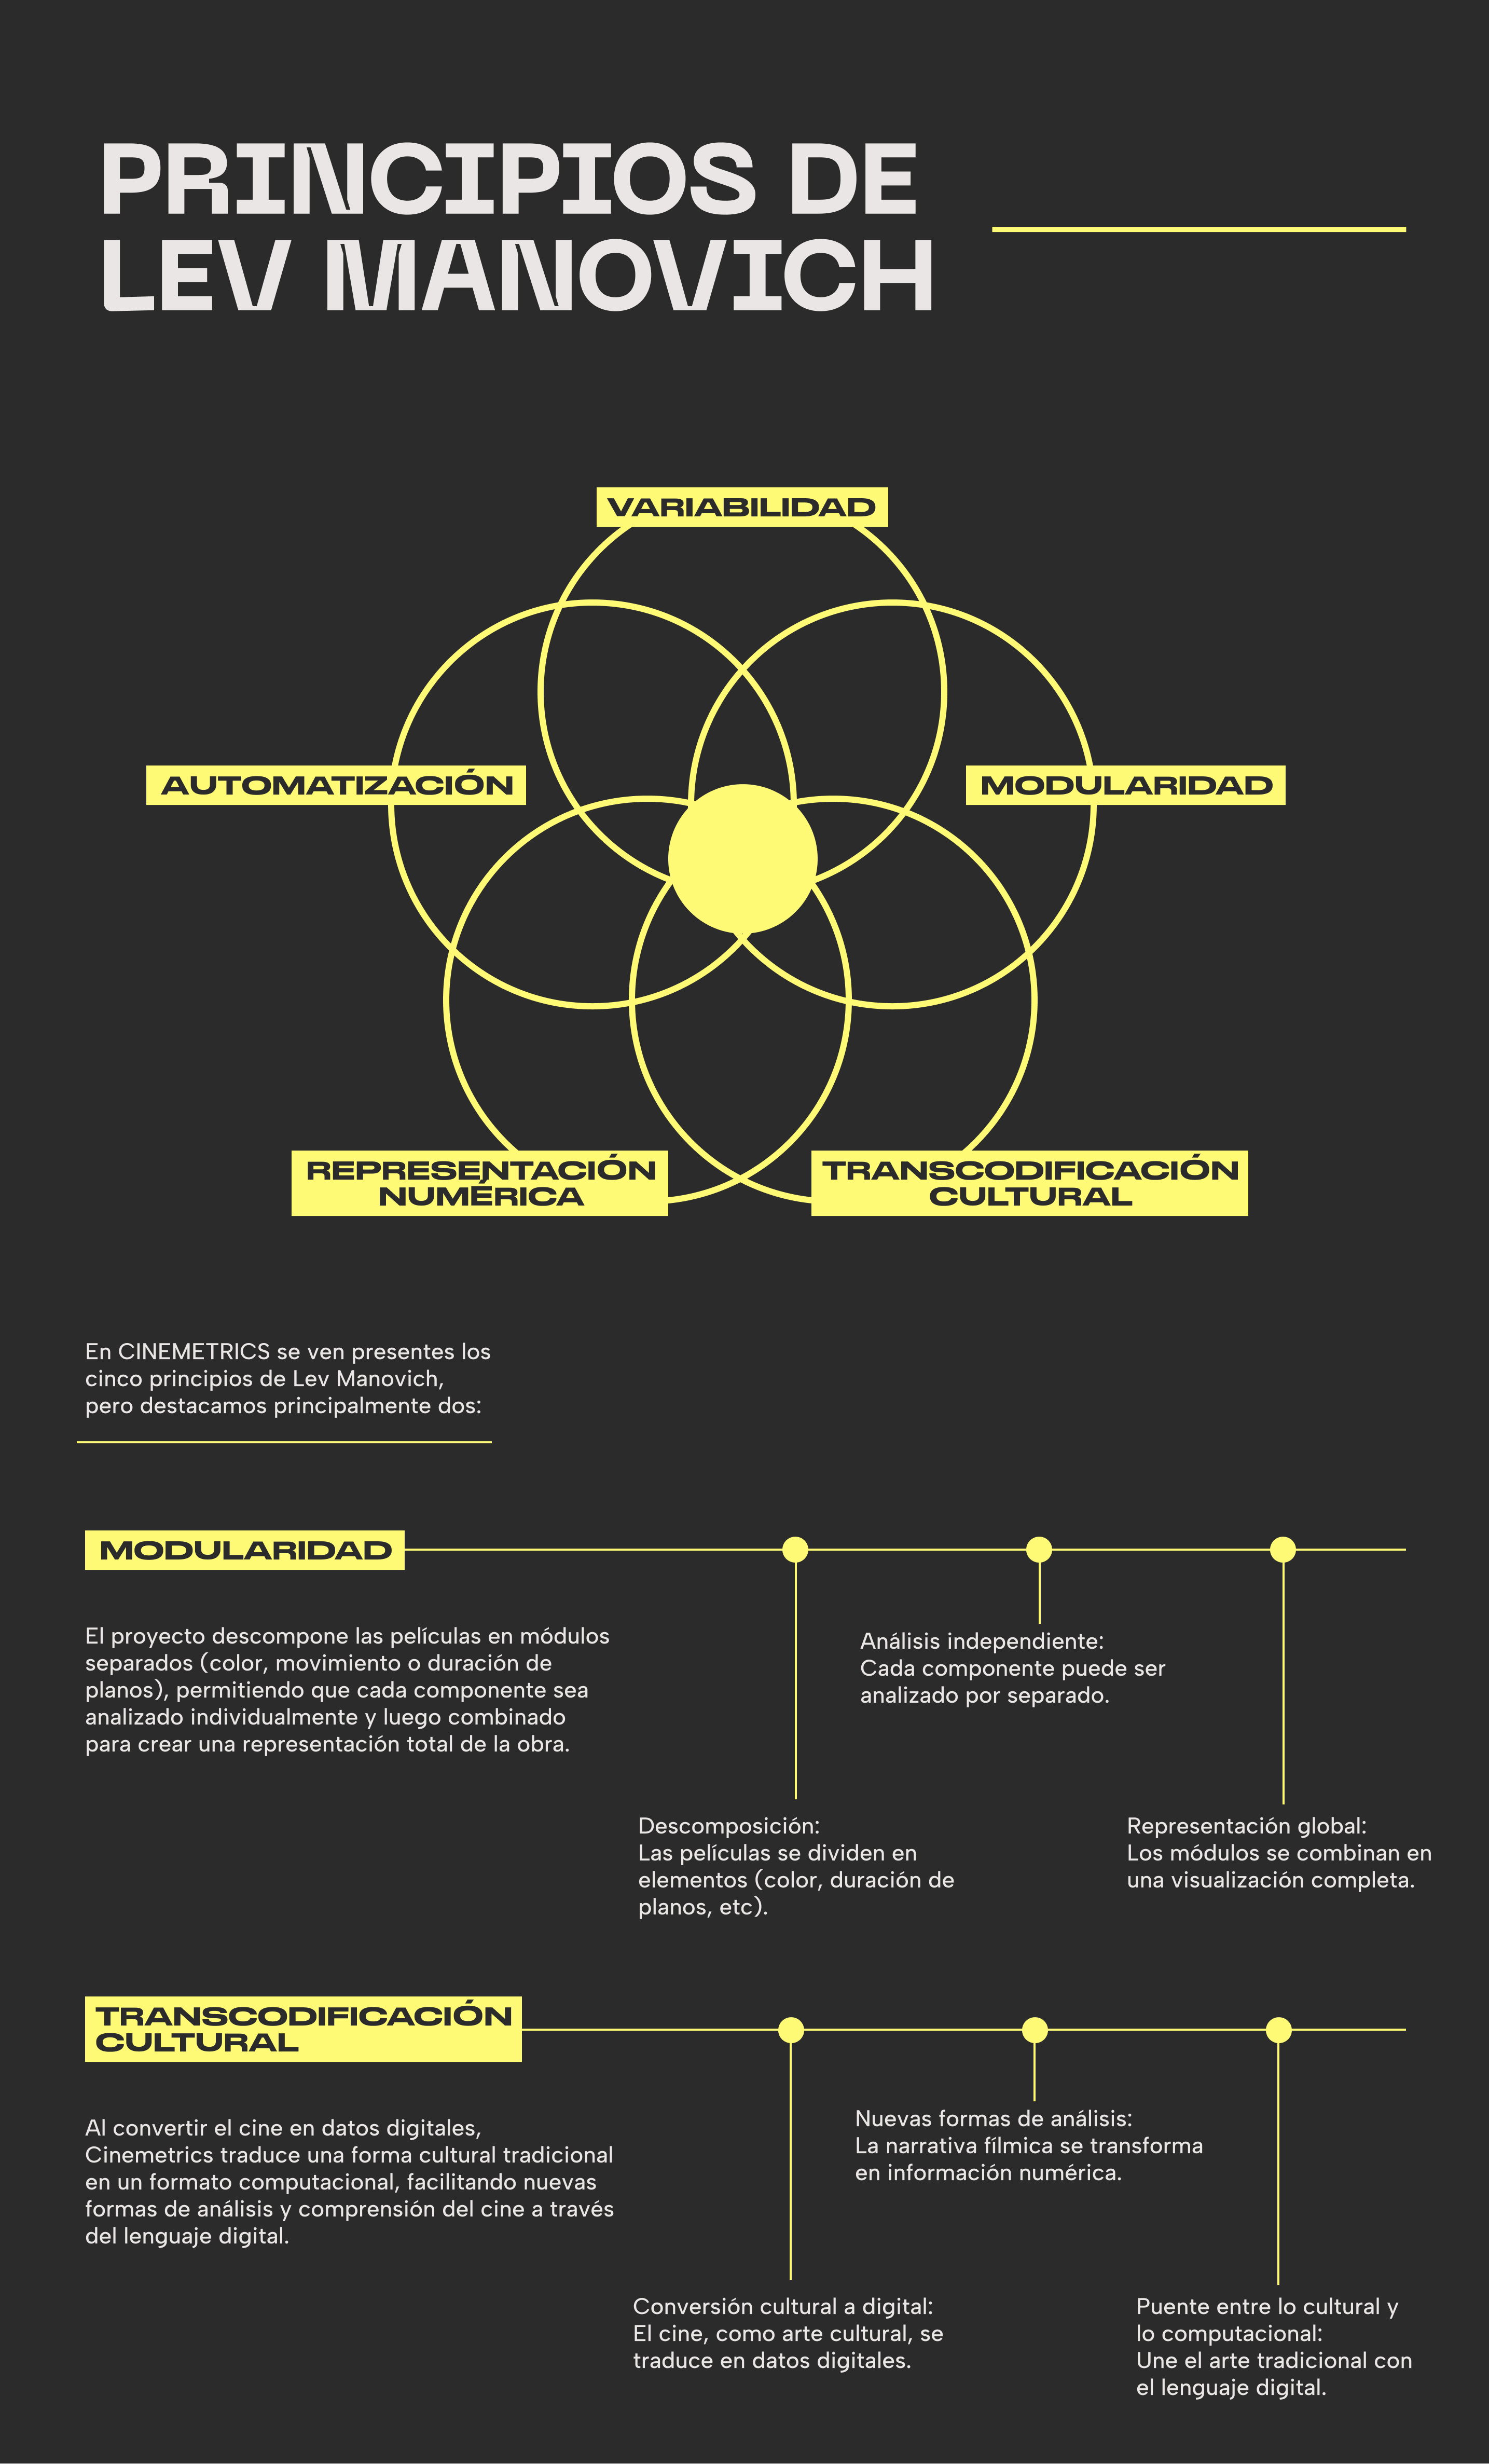 PRINCIPIOS DE
LEV MANOVICH
VARIABILIDAD
AUTOMATIZACIÓN
MODULARIDAD
REPRESENTACIÓN
NUMÉRICA
TRANSCODIFICACIÓN
CULTURAL
En CINEMETRICS se ven presentes los
cinco principios de Lev Manovich,
pero destacamos principalmente dos:
MODULARIDAD
El proyecto descompone las películas en módulos
separados (color, movimiento o duración de
planos), permitiendo que cada componente sea
analizado individualmente y luego combinado
para crear una representación total de la obra.
Descomposición:
Las películas se dividen en
elementos (color, duración de
planos, etc).
Análisis independiente:
Cada componente puede ser
analizado por separado.
Representación global:
Los módulos se combinan en
una visualización completa.
TRANSCODIFICACIÓN
CULTURAL
Al convertir el cine en datos digitales,
Cinemetrics traduce una forma cultural tradicional
en un formato computacional, facilitando nuevas
formas de análisis y comprensión del cine a través
del lenguaje digital.
Conversión cultural a digital:
El cine, como arte cultural, se
traduce en datos digitales.
Nuevas formas de análisis:
La narrativa fílmica se transforma
en información numérica.
Puente entre lo cultural y
lo computacional:
Une el arte tradicional con
el lenguaje digital.